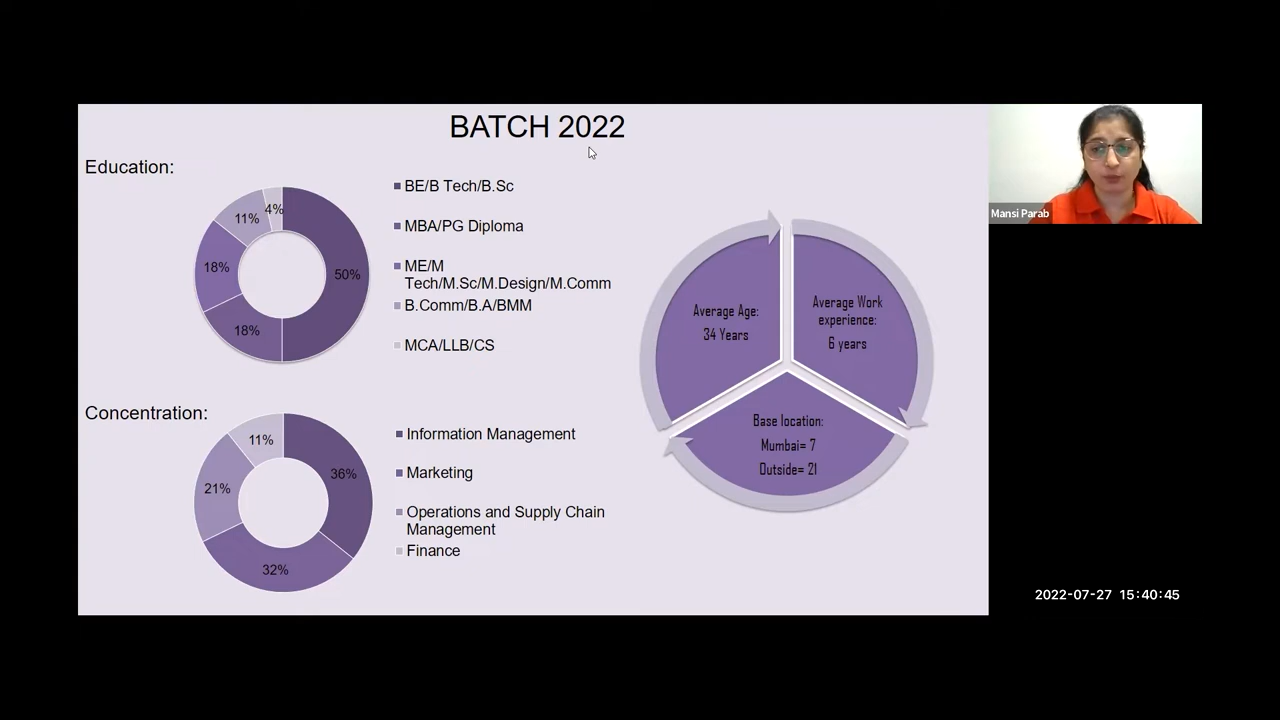 BATCH 2022
Education:
4%
11%
18%
18%
50%
BE/B Tech/B.Sc
MBA/PG Diploma
ME/M
Tech/M.Sc/M.Design/M.Comm
B.Comm/B.A/BMM
MCA/LLB/CS
Concentration:
11%
21%
36%
32%
Information Management
Marketing
Operations and Supply Chain
Management
Finance
Average Age:
34 Years
Average Work
experience:
6 years
Base location:
Mumbai= 7
Outside= 21
Mansi Parab
2022-07-27 15:40:45